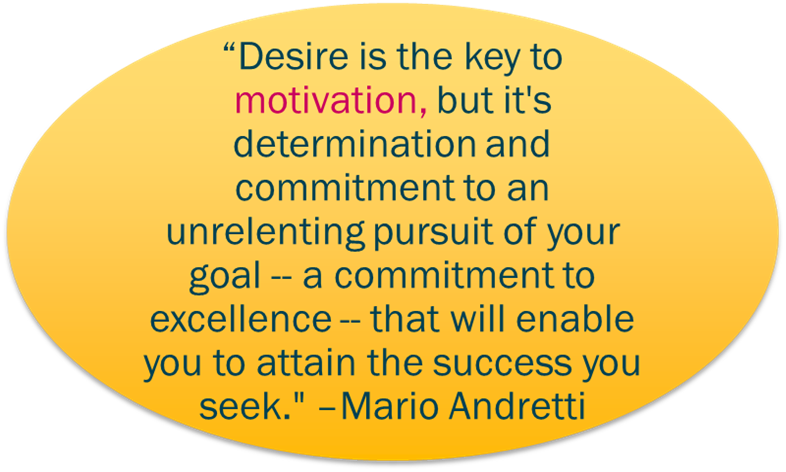 “Desire is the key to
motivation, but it's
determination and
commitment to an
unrelenting pursuit of your
goal -- a commitment to
excellence -- that will enable
you to attain the success you
seek." –Mario Andretti